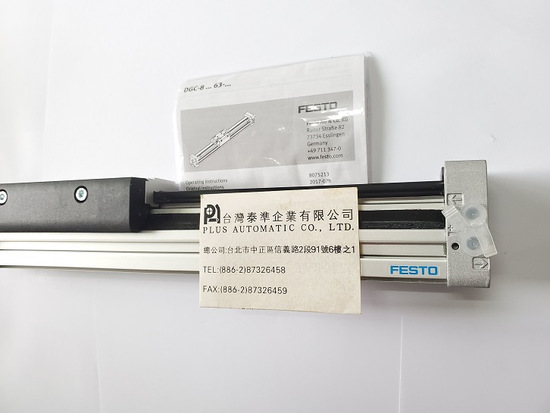 DGC-8 ... 63-...
FESTO
Festo AG & Co. KG
Ruiter Straße 82
73734 Esslingen
Germany
+49 711 347-0
www.festo.com
Operating instructions
8075253
台灣泰準企業有限公司
PLUS AUTOMATIC CO., LTD.
總公司:台北市中正區信義路2段91號6樓之1
TEL:(886-2)87326458
FAX:(886-2)87326459
FESTO